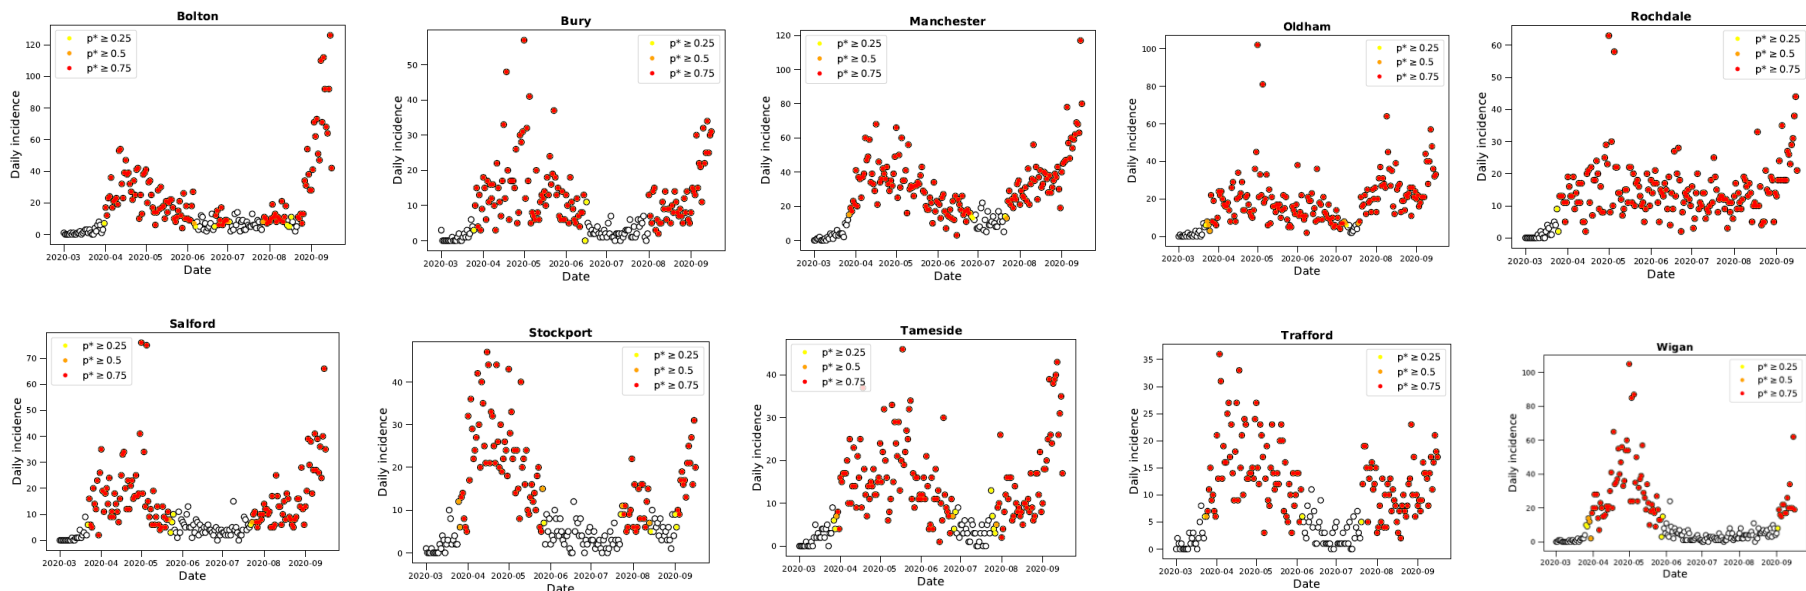 Bolton
p* ≥ 0.25
p* ≥ 0.5
p* ≥ 0.75
Daily incidence
120
100
80
60
40
20
0
2020-03 2020-04 2020-05 2020-06 2020-07 2020-08 2020-09
Date
Bury
p* ≥ 0.25
p* ≥ 0.5
p* ≥ 0.75
Daily incidence
50
40
30
20
10
0
2020-03 2020-04 2020-05 2020-06 2020-07 2020-08 2020-09
Date
Manchester
p* ≥ 0.25
p* ≥ 0.5
p* ≥ 0.75
Daily incidence
120
100
80
60
40
20
0
2020-03 2020-04 2020-05 2020-06 2020-07 2020-08 2020-09
Date
Oldham
p* ≥ 0.25
p* ≥ 0.5
p* ≥ 0.75
Daily incidence
100
80
60
40
20
0
2020-03 2020-04 2020-05 2020-06 2020-07 2020-08 2020-09
Date
Rochdale
p* ≥ 0.25
p* ≥ 0.5
p* ≥ 0.75
Daily incidence
60
50
40
30
20
10
0
2020-03 2020-04 2020-05 2020-06 2020-07 2020-08 2020-09
Date
Salford
p* ≥ 0.25
p* ≥ 0.5
p* ≥ 0.75
Daily incidence
70
60
50
40
30
20
10
0
2020-03 2020-04 2020-05 2020-06 2020-07 2020-08 2020-09
Date
Stockport
p* ≥ 0.25
p* ≥ 0.5
p* ≥ 0.75
Daily incidence
40
30
20
10
0
2020-03 2020-04 2020-05 2020-06 2020-07 2020-08 2020-09
Date
Tameside
p* ≥ 0.25
p* ≥ 0.5
p* ≥ 0.75
Daily incidence
40
30
20
10
0
2020-03 2020-04 2020-05 2020-06 2020-07 2020-08 2020-09
Date
Trafford
p* ≥ 0.25
p* ≥ 0.5
p* ≥ 0.75
Daily incidence
35
30
25
20
15
10
5
0
2020-03 2020-04 2020-05 2020-06 2020-07 2020-08 2020-09
Date
Wigan
p* ≥ 0.25
p* ≥ 0.5
p* ≥ 0.75
Daily incidence
100
80
60
40
20
0
2020-03 2020-04 2020-05 2020-06 2020-07 2020-08 2020-09
Date